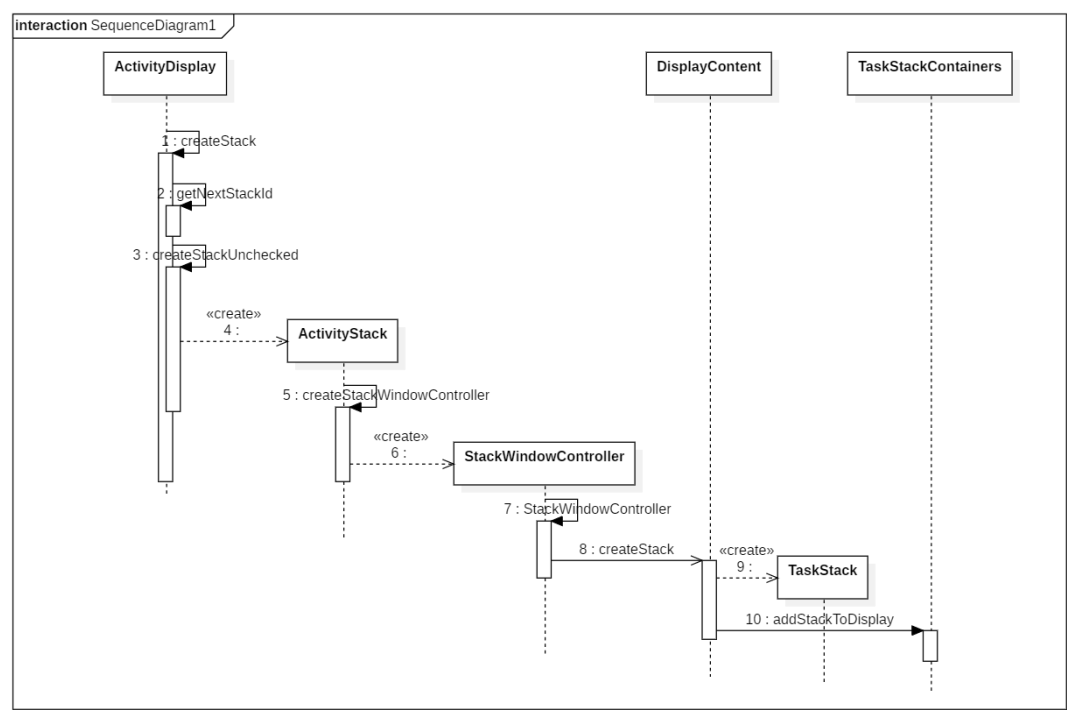 interaction SequenceDiagram1
ActivityDisplay
DisplayContent
TaskStackContainers
1 : createStack
2 : getNextStackId
3 : createStackUnchecked
«create»
4 :
ActivityStack
5 : createStackWindowController
«create»
6 :
StackWindowController
7 : StackWindowController
8 : createStack
«create»
9 :
TaskStack
10 : addStackToDisplay